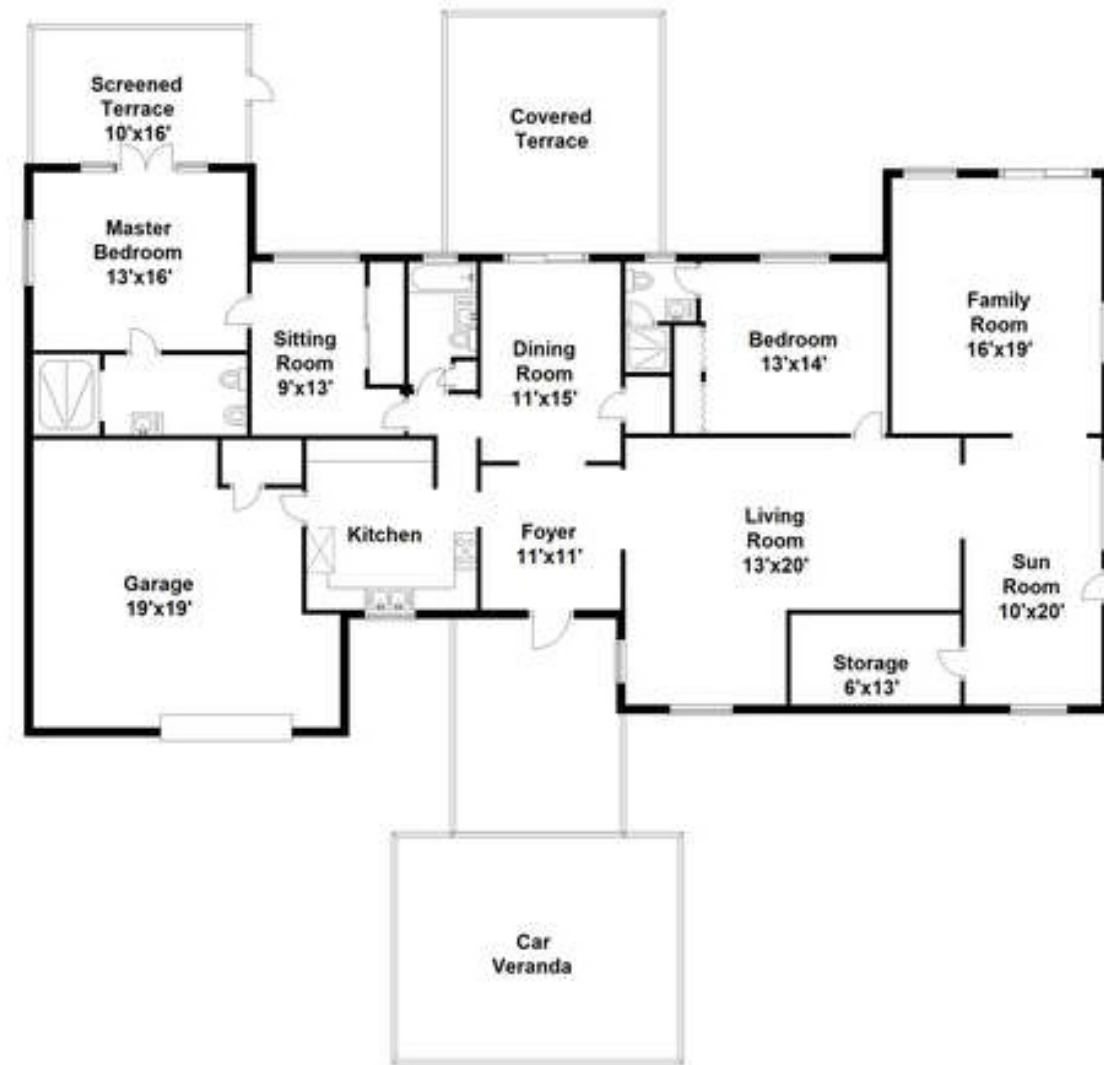 Screened
Terrace
10'x16'
Covered
Terrace
Master
Bedroom
13'x16'
Sitting
Room
9'x13'
Dining
Room
11'x15'
Bedroom
13'x14'
Family
Room
16'x19'
Kitchen
Foyer
11'x11'
Living
Room
13'x20'
Garage
19'x19'
Sun
Room
10'x20'
Storage
6'x13'
Car
Veranda